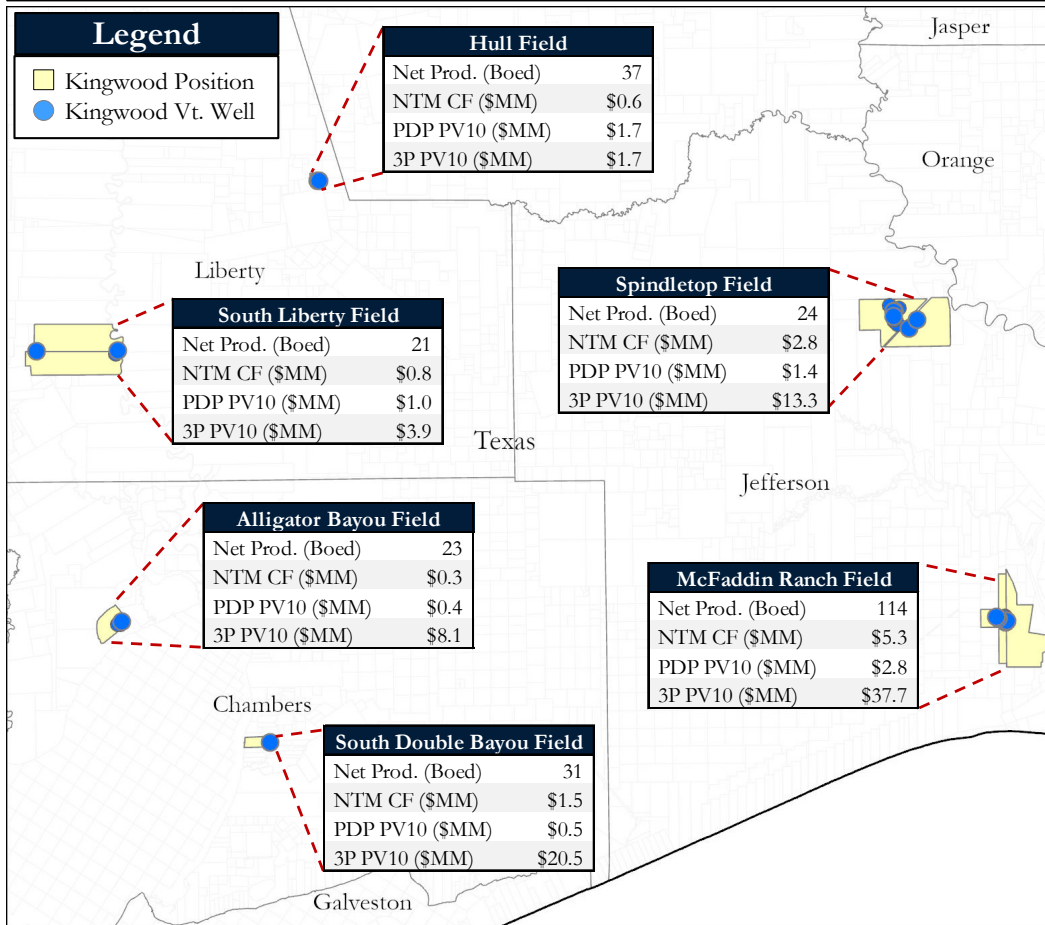 Legend
Kingwood Position
Kingwood Vt. Well
Jasper
Hull Field
Net Prod. (Boed) 37
NTM CF ($MM) $0.6
PDP PV10 ($MM) $1.7
3P PV10 ($MM) $1.7
Orange
Liberty
Spindletop Field
Net Prod. (Boed) 24
NTM CF ($MM) $2.8
PDP PV10 ($MM) $1.4
3P PV10 ($MM) $13.3
South Liberty Field
Net Prod. (Boed) 21
NTM CF ($MM) $0.8
PDP PV10 ($MM) $1.0
3P PV10 ($MM) $3.9
Texas
Jefferson
Alligator Bayou Field
Net Prod. (Boed) 23
NTM CF ($MM) $0.3
PDP PV10 ($MM) $0.4
3P PV10 ($MM) $8.1
McFaddin Ranch Field
Net Prod. (Boed) 114
NTM CF ($MM) $5.3
PDP PV10 ($MM) $2.8
3P PV10 ($MM) $37.7
Chambers
South Double Bayou Field
Net Prod. (Boed) 31
NTM CF ($MM) $1.5
PDP PV10 ($MM) $0.5
3P PV10 ($MM) $20.5
Galveston